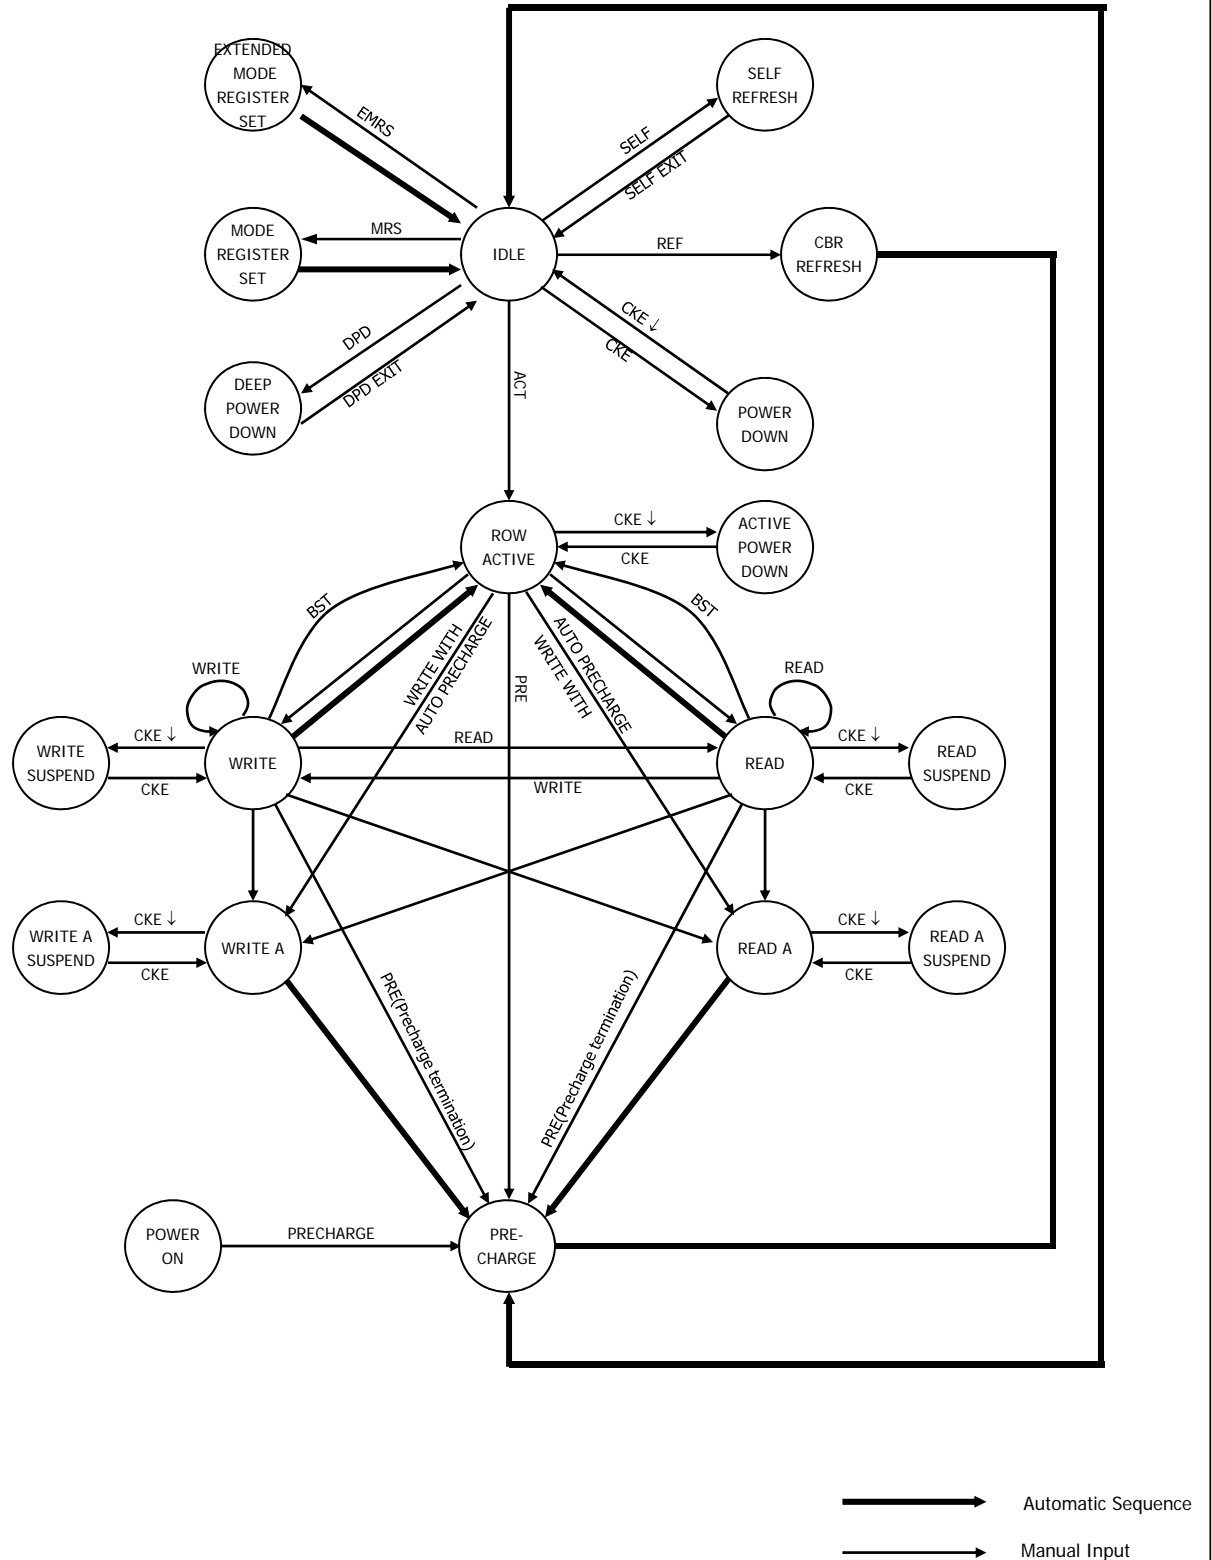 EXTENDED
MODE
REGISTER
SET
SELF
REFRESH
EMRS
SELF
SELF EXIT
MODE
REGISTER
SET
MRS
IDLE
REF
CBR
REFRESH
DPD
DPD EXIT
CKE ↓
CKE
DEEP
POWER
DOWN
ACT
POWER
DOWN
ROW
ACTIVE
CKE ↓
CKE
ACTIVE
POWER
DOWN
BST
BST
WRITE WITH
AUTO PRECHARGE
PRE
AUTO PRECHARGE
WRITE WITH
WRITE
READ
WRITE
SUSPEND
CKE ↓
CKE
WRITE
READ
WRITE
READ
CKE ↓
CKE
READ
SUSPEND
WRITE A
SUSPEND
CKE ↓
CKE
WRITE A
READ A
CKE ↓
CKE
READ A
SUSPEND
PRE(Precharge termination)
PRE(Precharge termination)
POWER
ON
PRECHARGE
PRE-
CHARGE
Automatic Sequence
Manual Input